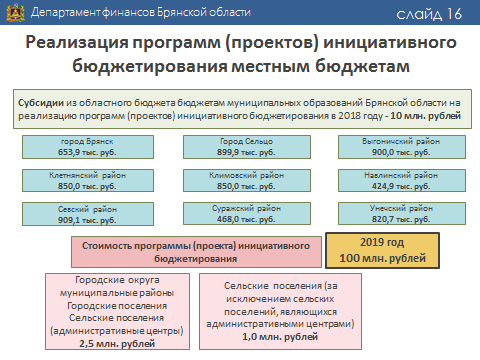 Департамент финансов Брянской области
слайд 16
Реализация программ (проектов) инициативного
бюджетирования местным бюджетам
Субсидии из областного бюджета бюджетам муниципальных образований Брянской области на
реализацию программ (проектов) инициативного бюджетирования в 2018 году - 10 млн. рублей
город Брянск
653,9 тыс. руб.
Город Сельцо
899,9 тыс. руб.
Выгоничский район
900,0 тыс. руб.
Клетнянский район
850,0 тыс. руб.
Климовский район
850,0 тыс. руб.
Навлинский район
424,9 тыс. руб.
Севский район
909,1 тыс. руб.
Суражский район
468,0 тыс. руб.
Унечский район
820,7 тыс. руб.
Стоимость программы (проекта) инициативного
бюджетирования
2019 год
100 млн. рублей
Городские округа
муниципальные районы
Городские поселения
Сельские поселения
(административные центры)
2,5 млн. рублей
Сельские поселения (за
исключением сельских
поселений, являющихся
административными центрами)
1,0 млн. рублей